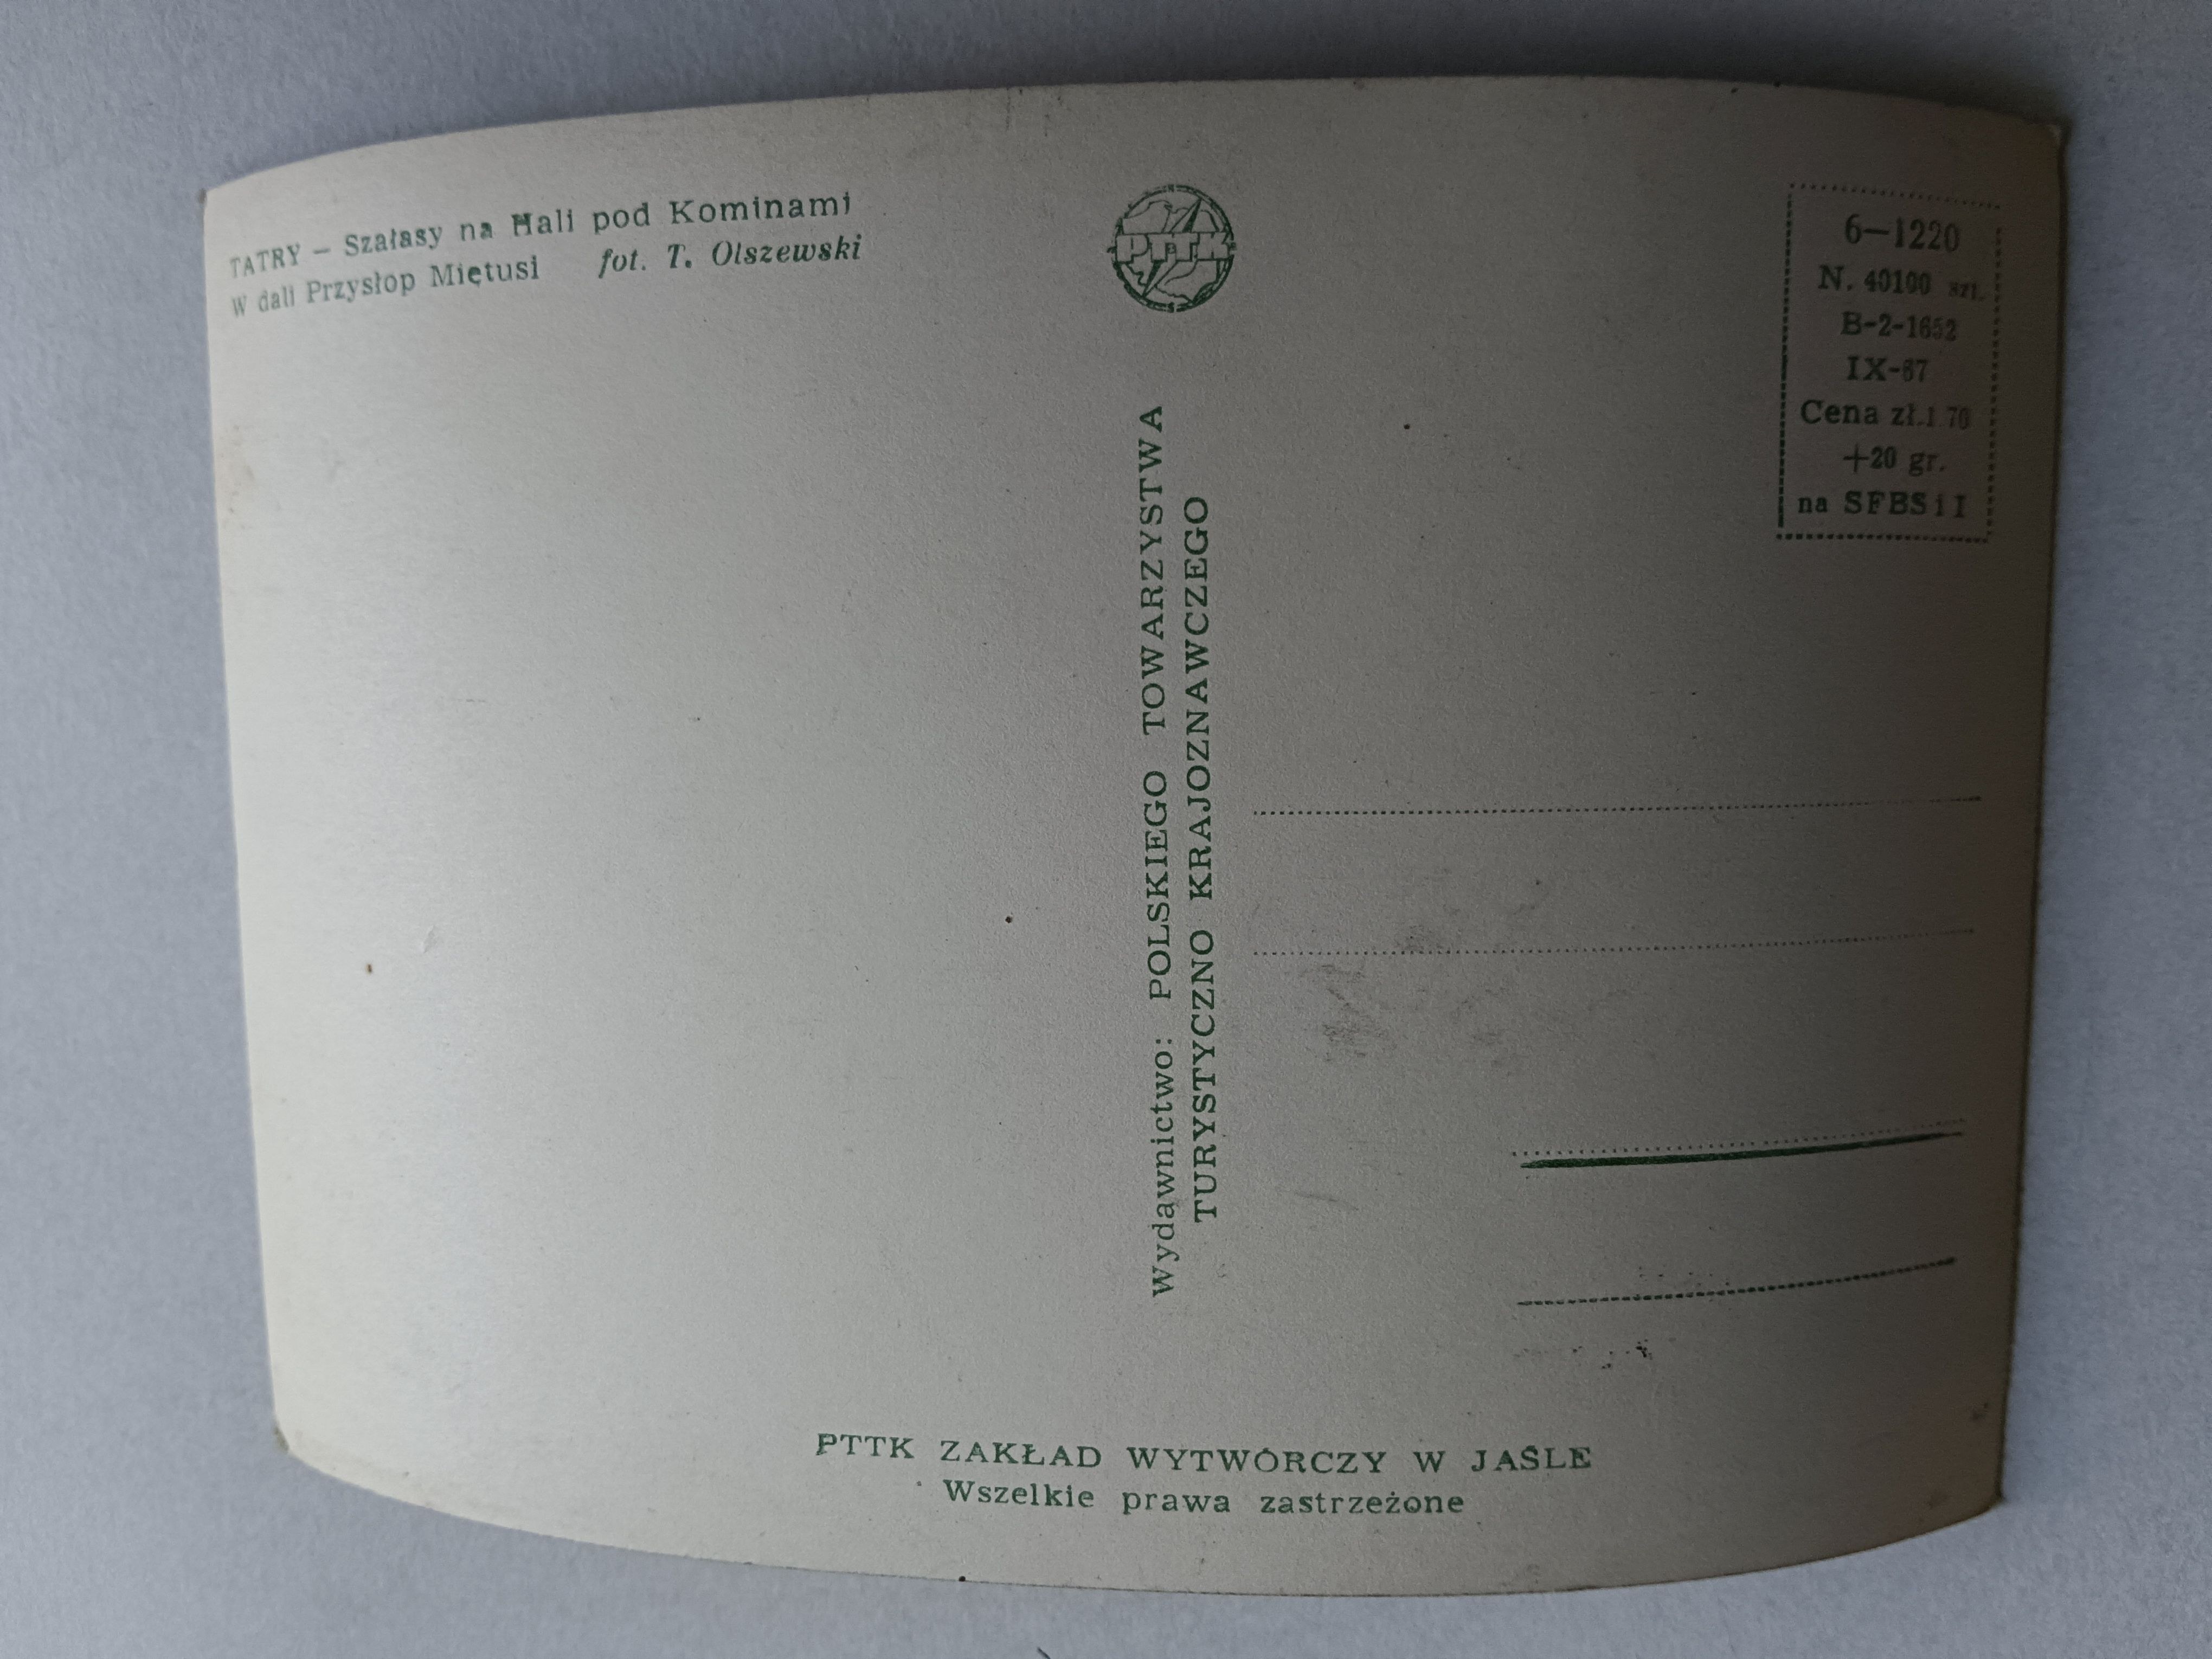 TATRY – Szałasy na Hali pod Kominami
W dali Przysłop Miętusi fot. T. Olszewski
PTTK
6—1220
N. 40100 szt.
B-2-1652
IX-67
Cena zł.1 70
+20 gr.
na SFBSiI
Wydawnictwo: POLSKIEGO TOWARZYSTWA
TURYSTYCZNO KRAJOZNAWCZEGO
PTTK ZAKŁAD WYTWÓRCZY W JAŚLE
Wszelkie prawa zastrzeżone